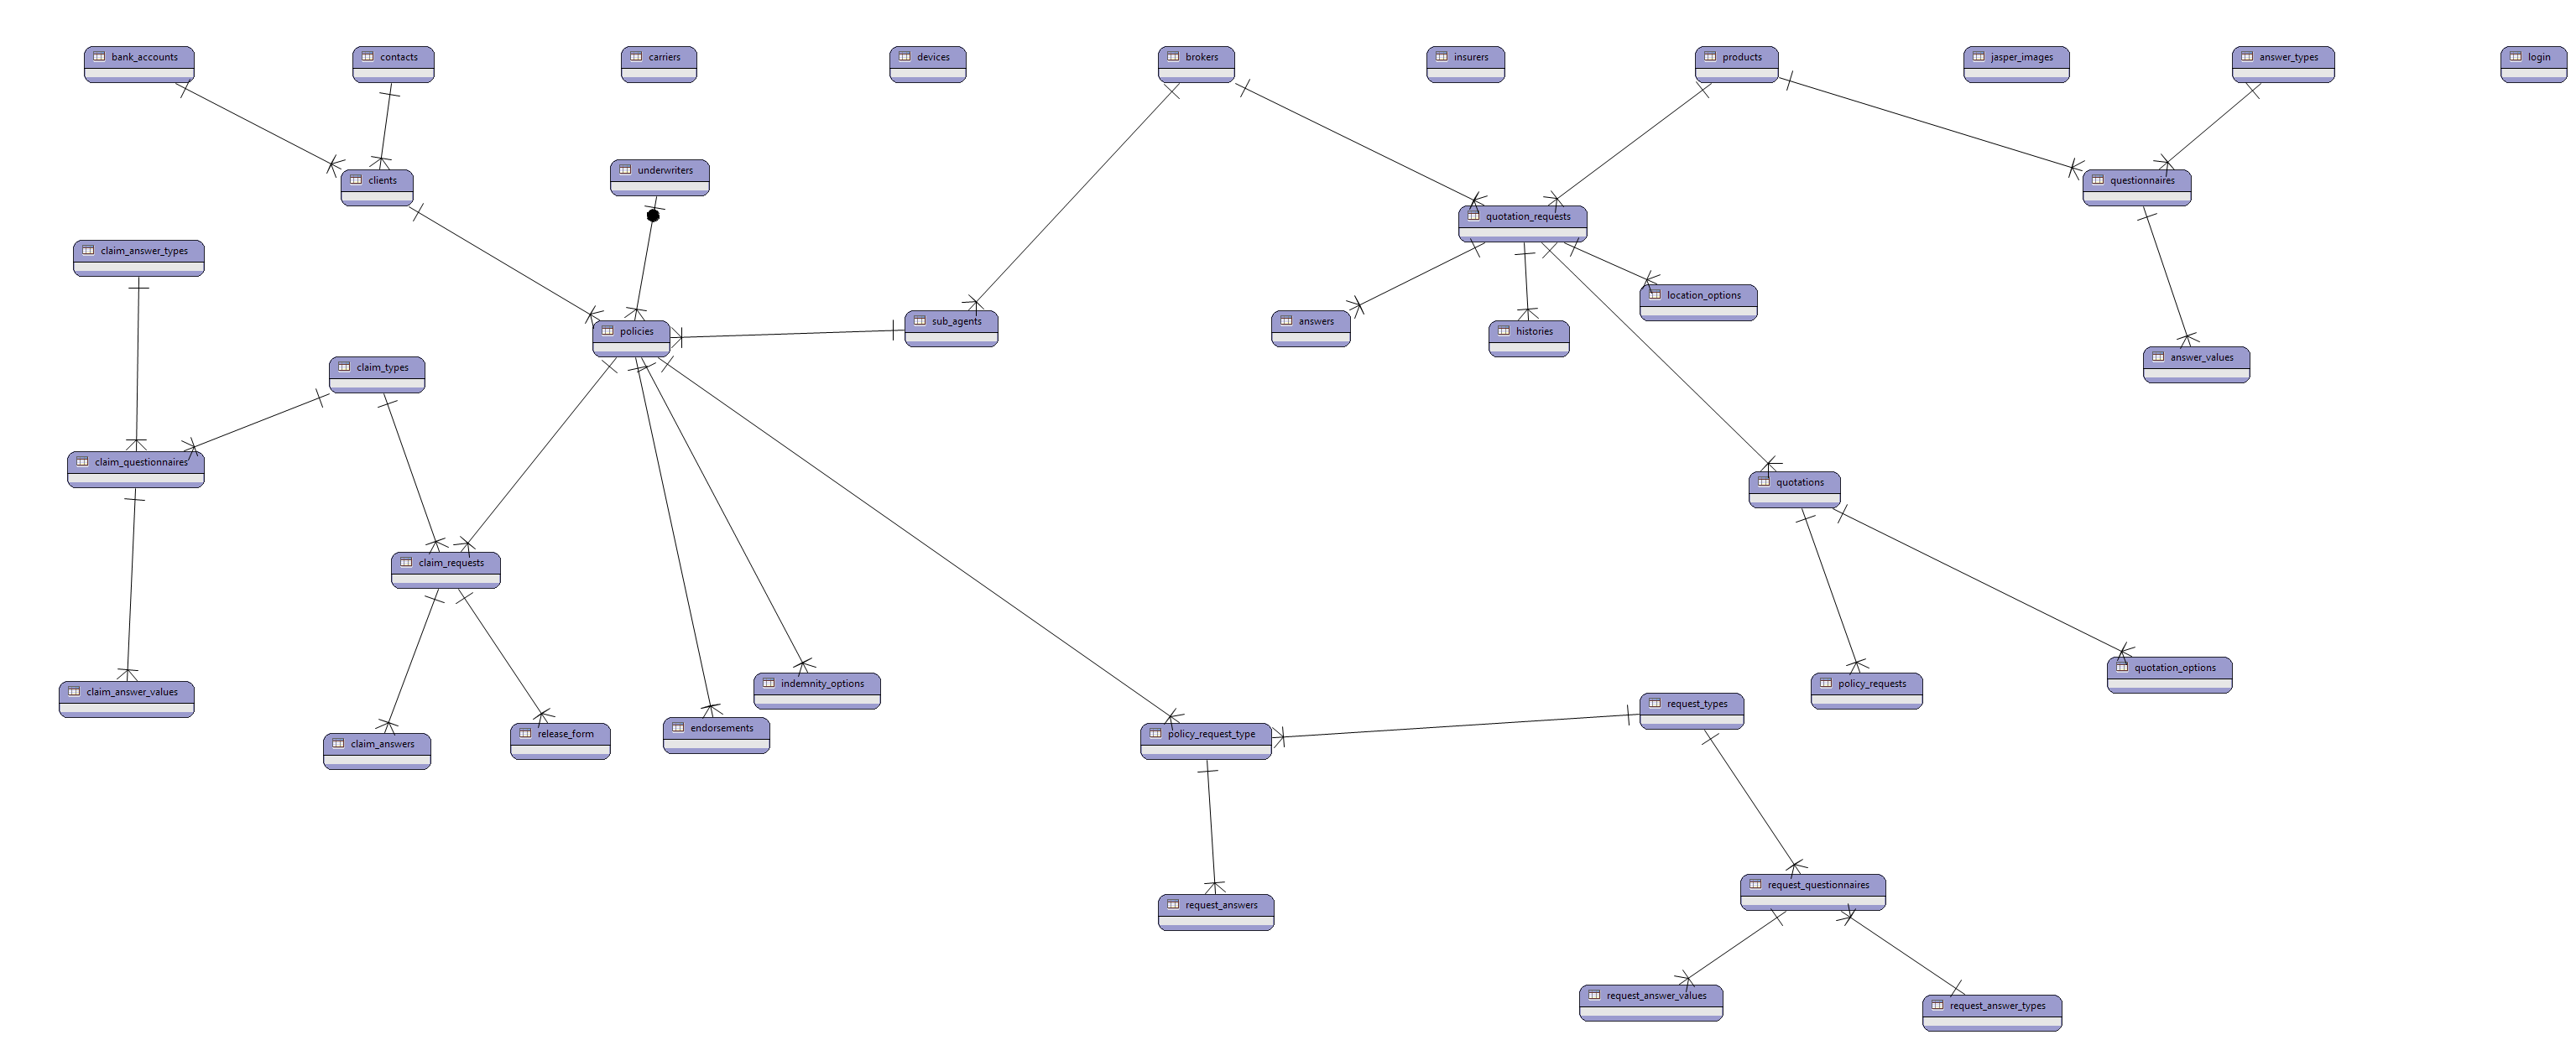 bank_accounts
contacts
carriers
devices
brokers
insurers
products
jasper_images
answer_types
login
underwriters
clients
questionnaires
quotation_requests
claim_answer_types
location_options
policies
sub_agents
answers
histories
answer_values
claim_types
claim_questionnaires
quotations
claim_requests
quotation_options
claim_answer_values
indemnity_options
policy_requests
request_types
claim_answers
release_form
endorsements
policy_request_type
request_questionnaires
request_answers
request_answer_values
request_answer_types